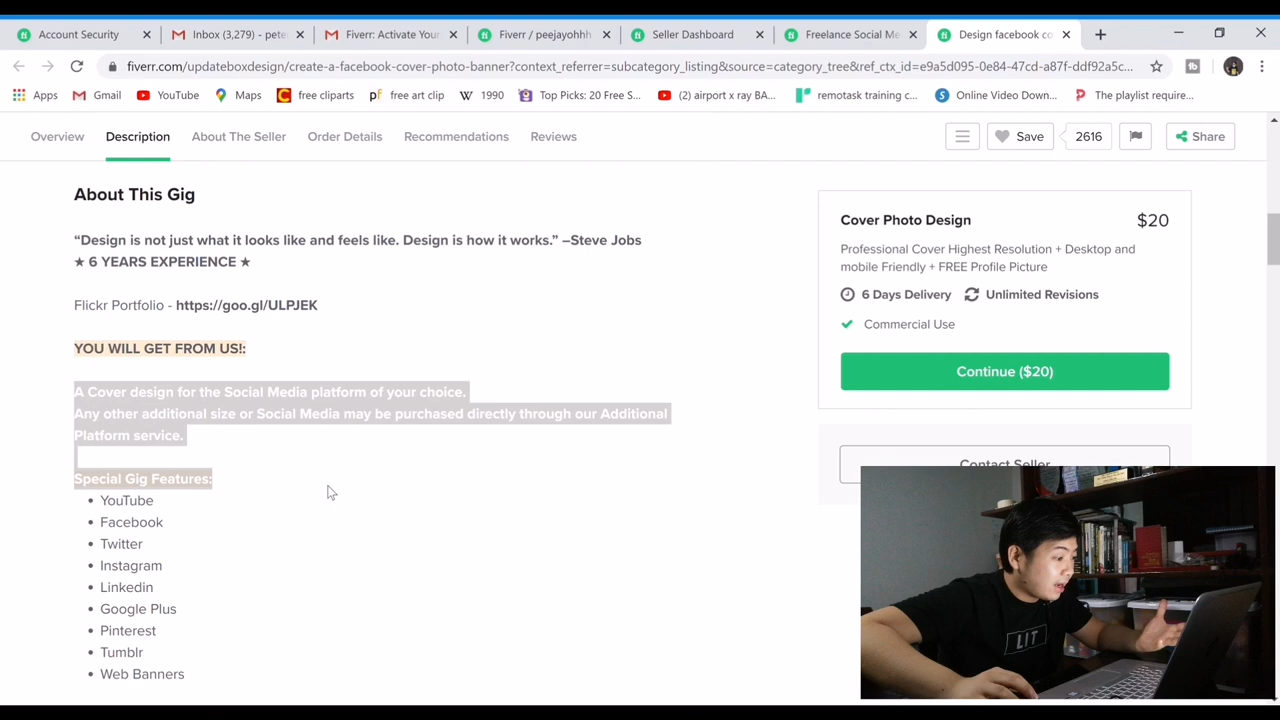 Account Security
Inbox (3,279) - pete
Fiverr: Activate Your
Fiverr / peejayohhh
Seller Dashboard
Freelance Social Me
Design facebook co
fiverr.com/updateboxdesign/create-a-facebook-cover-photo-banner?context_referrer=subcategory_listing&source=category_tree&ref_ctx_id=e9a5d095-0e84-47cd-a87f-ddf92a5c...
Apps
Gmail
YouTube
Maps
free cliparts
free art clip
1990
Top Picks: 20 Free S...
(2) airport x ray BA...
remotask training c...
Online Video Down...
The playlist require...
Overview
Description
About The Seller
Order Details
Recommendations
Reviews
Save
2616
Share
About This Gig
“Design is not just what it looks like and feels like. Design is how it works.” –Steve Jobs
★ 6 YEARS EXPERIENCE ★
Flickr Portfolio - https://goo.gl/ULPJEK
YOU WILL GET FROM US!:
A Cover design for the Social Media platform of your choice.
Any other additional size or Social Media may be purchased directly through our Additional
Platform service.
Special Gig Features:
• YouTube
• Facebook
• Twitter
• Instagram
• Linkedin
• Google Plus
• Pinterest
• Tumblr
• Web Banners
Cover Photo Design
$20
Professional Cover Highest Resolution + Desktop and
mobile Friendly + FREE Profile Picture
6 Days Delivery
Unlimited Revisions
Commercial Use
Continue ($20)
Contact Seller
LIT